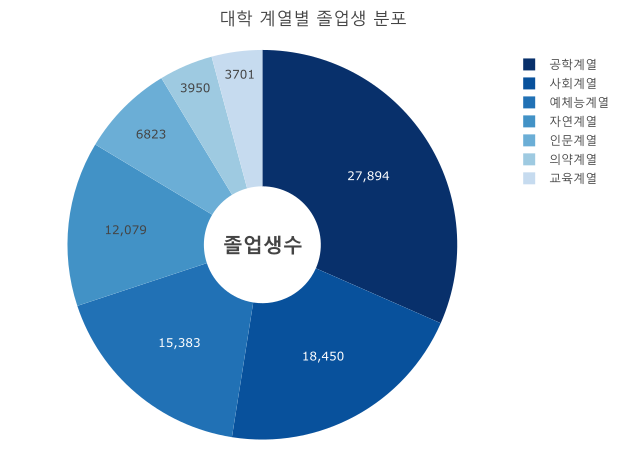 대학 계열별 졸업생 분포
공학계열
사회계열
예체능계열
자연계열
인문계열
의약계열
교육계열
3701
3950
6823
27,894
12,079
졸업생수
15,383
18,450